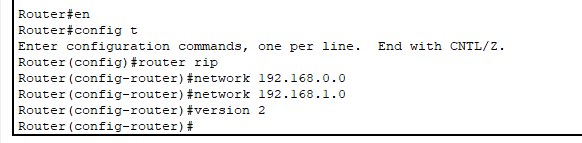 Router#en
Router#config t
Enter configuration commands, one per line.  End with CNTL/Z.
Router(config)#router rip
Router(config-router)#network 192.168.0.0
Router(config-router)#network 192.168.1.0
Router(config-router)#version 2
Router(config-router)#